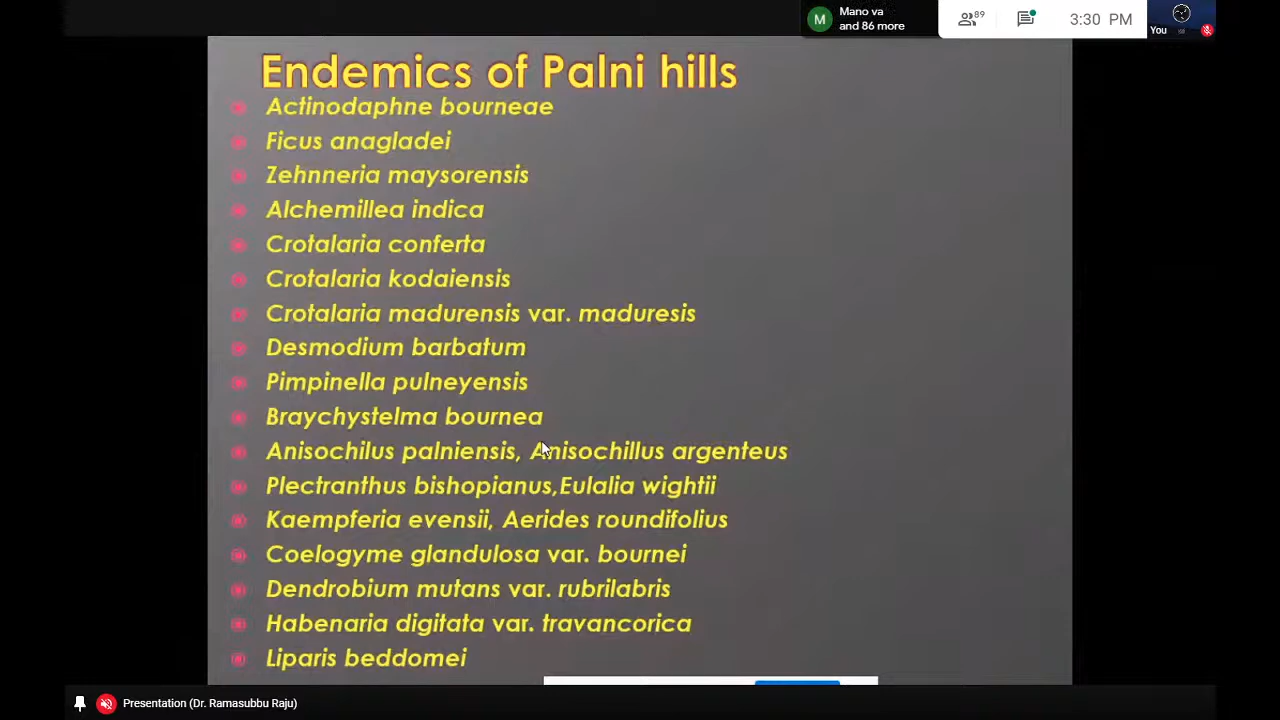 Mano va
and 86 more
M
89
3:30 PM
You
Endemics of Palni hills
Actinodaphne bourneae
Ficus anagladei
Zehnneria maysorensis
Alchemillea indica
Crotalaria conferta
Crotalaria kodaiensis
Crotalaria madurensis var. maduresis
Desmodium barbatum
Pimpinella pulneyensis
Braychystelma bournea
Anisochilus palniensis, Anisochillus argenteus
Plectranthus bishopianus,Eulalia wightii
Kaempferia evensii, Aerides roundifolius
Coelogyme glandulosa var. bournei
Dendrobium mutans var. rubrilabris
Habenaria digitata var. travancorica
Liparis beddomei
Presentation (Dr. Ramasubbu Raju)